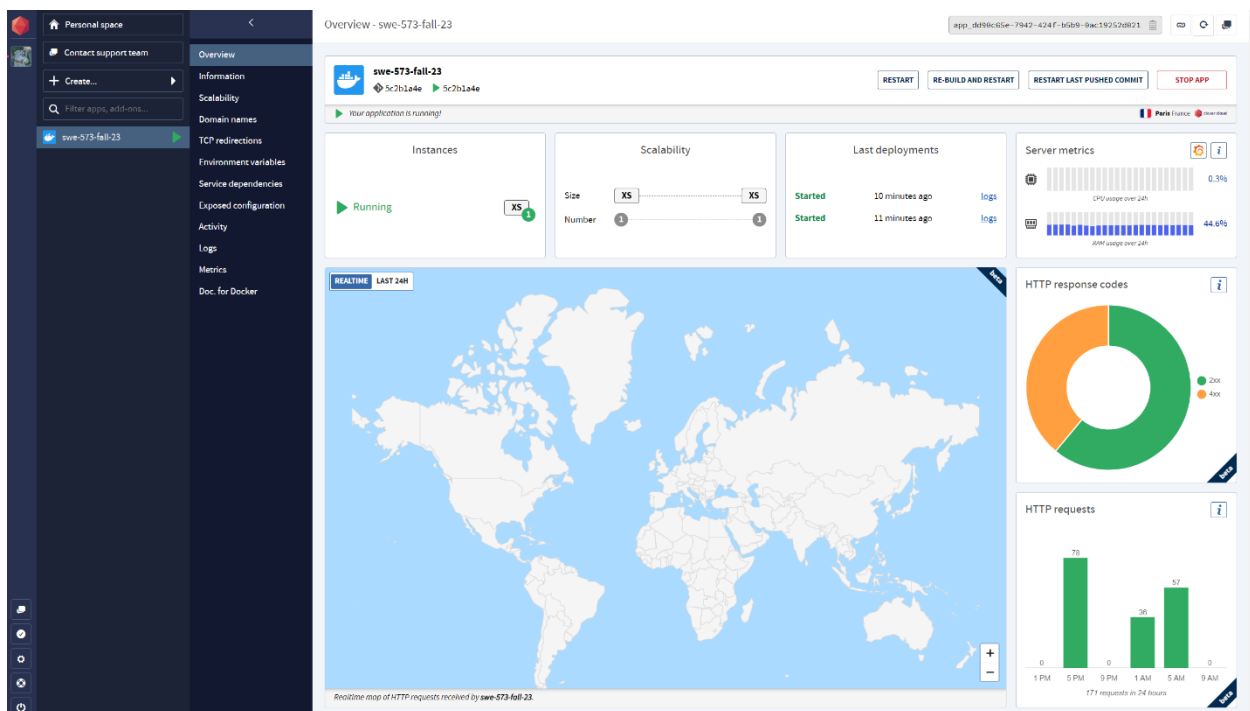 Personal space
Contact support team
Create...
Filter apps, add-ons...
swe-573-fall-23
Overview
Information
Scalability
Domain names
TCP redirections
Environment variables
Service dependencies
Exposed configuration
Activity
Logs
Metrics
Doc. for Docker
Overview - swe-573-fall-23
swe-573-fall-23
5c2b1a4e 5c2b1a4e
RESTART RE-BUILD AND RESTART RESTART LAST PUSHED COMMIT STOP APP
Your application is running!
Paris France
Instances
Running
XS
1
Scalability
Size XS XS
Number 1 1
Last deployments
Started 10 minutes ago logs
Started 11 minutes ago logs
Server metrics
0.3%
CPU usage over 24h
44.6%
RAM usage over 24h
REALTIME LAST 24H
beta
+
−
Realtime map of HTTP requests received by swe-573-fall-23.
HTTP response codes
2xx
4xx
beta
HTTP requests
78
57
36
0 0 0
1 PM 5 PM 9 PM 1 AM 5 AM 9 AM
171 requests in 24 hours
beta